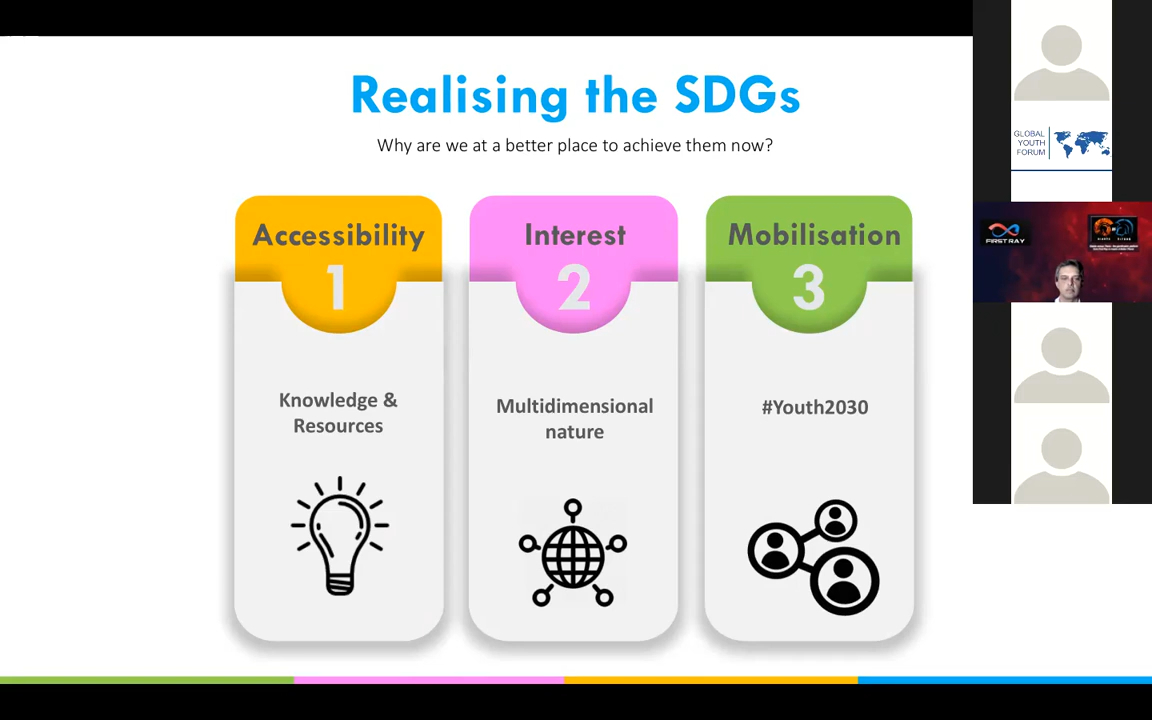 Realising the SDGs
Why are we at a better place to achieve them now?
Accessibility
1
Knowledge &
Resources
Interest
2
Multidimensional
nature
Mobilisation
3
#Youth2030
GLOBAL
YOUTH
FORUM
FIRST RAY